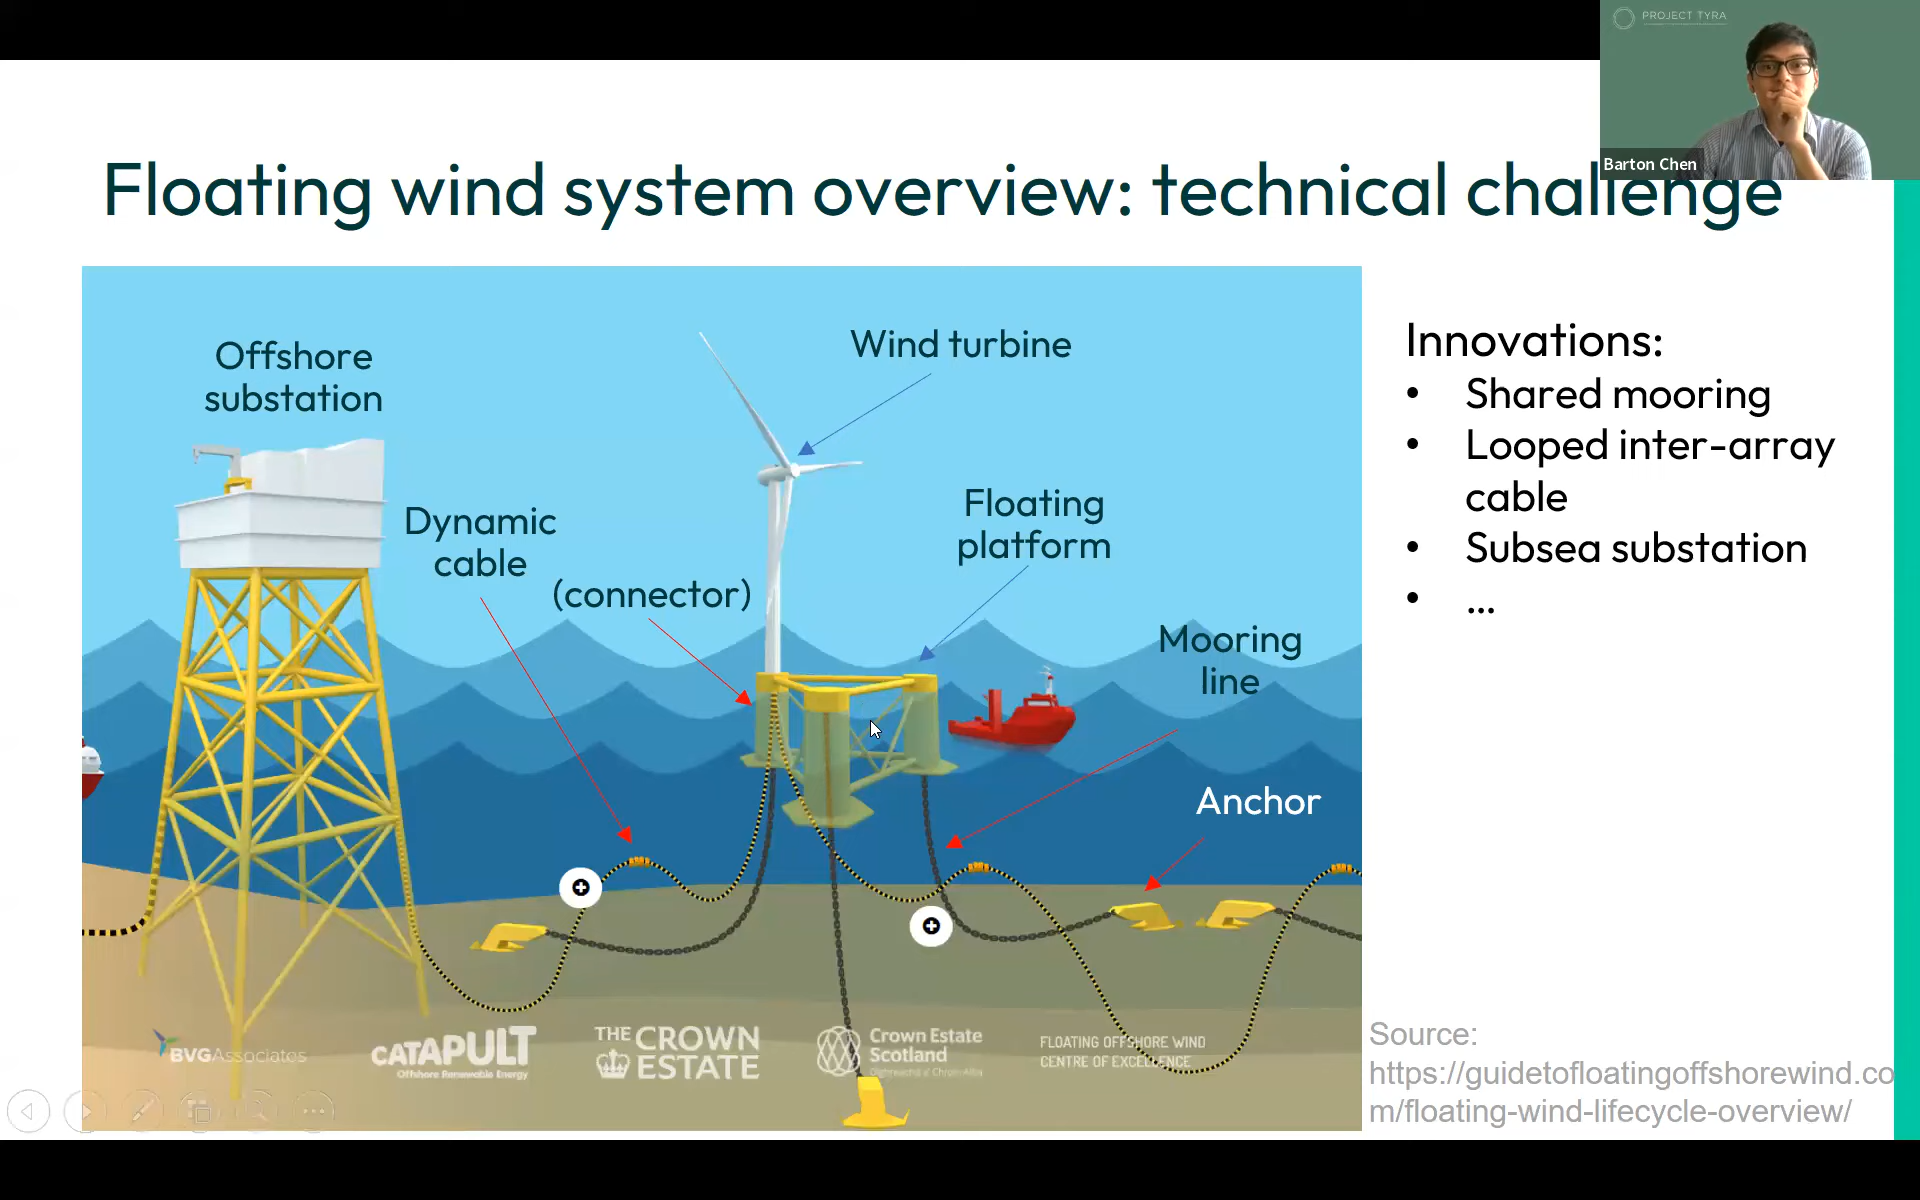 PROJECT TYRA
Barton Chen
Floating wind system overview: technical challenge
Offshore
substation
Wind turbine
Dynamic
cable
(connector)
Floating
platform
Mooring
line
Anchor
Innovations:
• Shared mooring
• Looped inter-array
cable
• Subsea substation
• ...
BVGAssociates
CATAPULT
Offshore Renewable Energy
THE CROWN
ESTATE
Crown Estate
Scotland
FLOATING OFFSHORE WIND
CENTRE OF EXCELLENCE
Source:
https://guidetofloatingoffshorewind.co
m/floating-wind-lifecycle-overview/